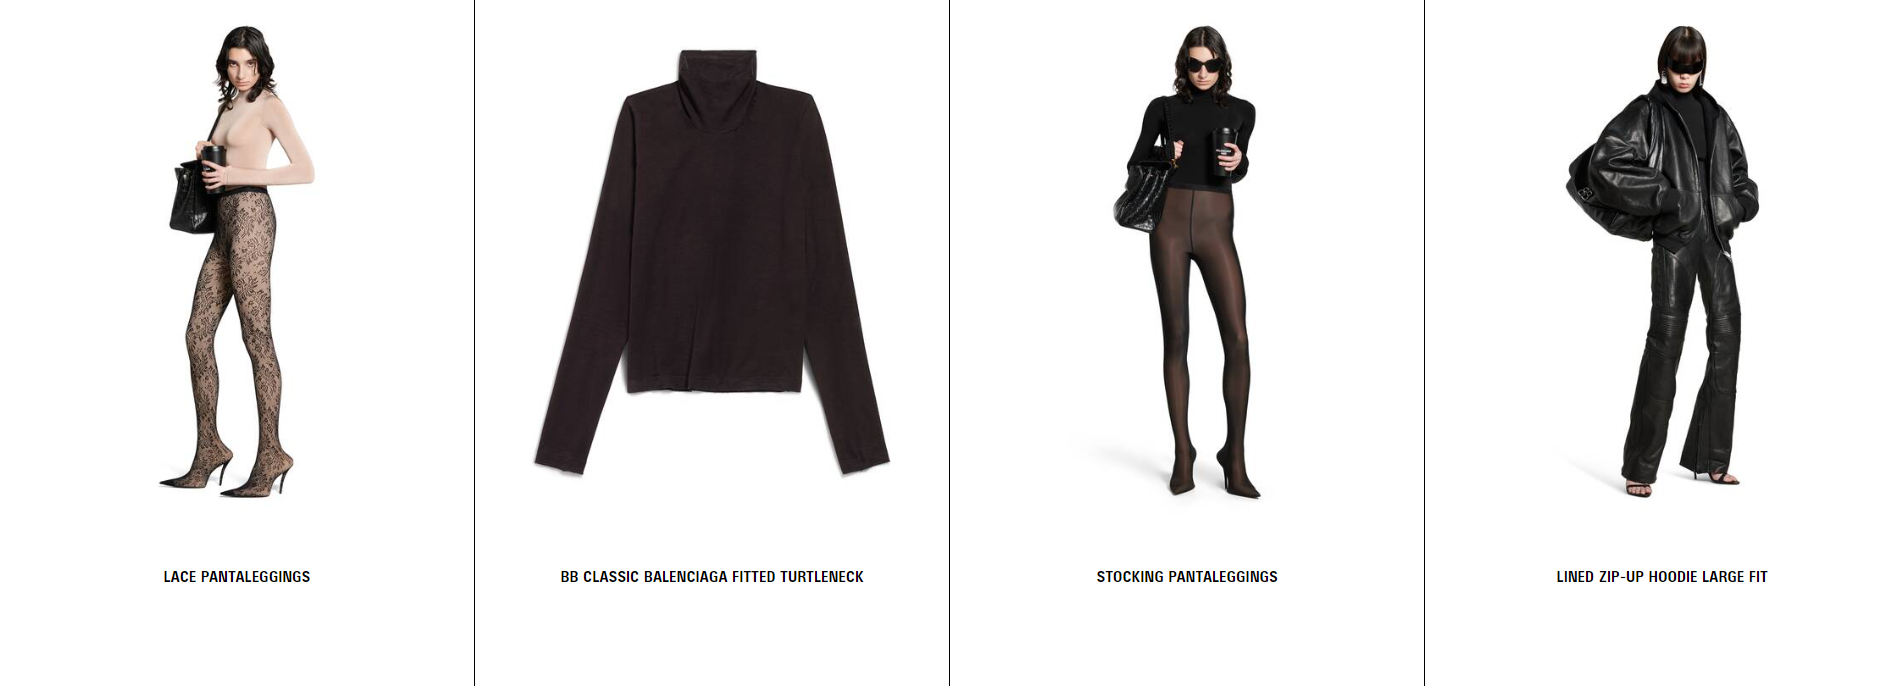 LACE PANTALEGGINGS
BB CLASSIC BALENCIAGA FITTED TURTLENECK
STOCKING PANTALEGGINGS
LINED ZIP-UP HOODIE LARGE FIT